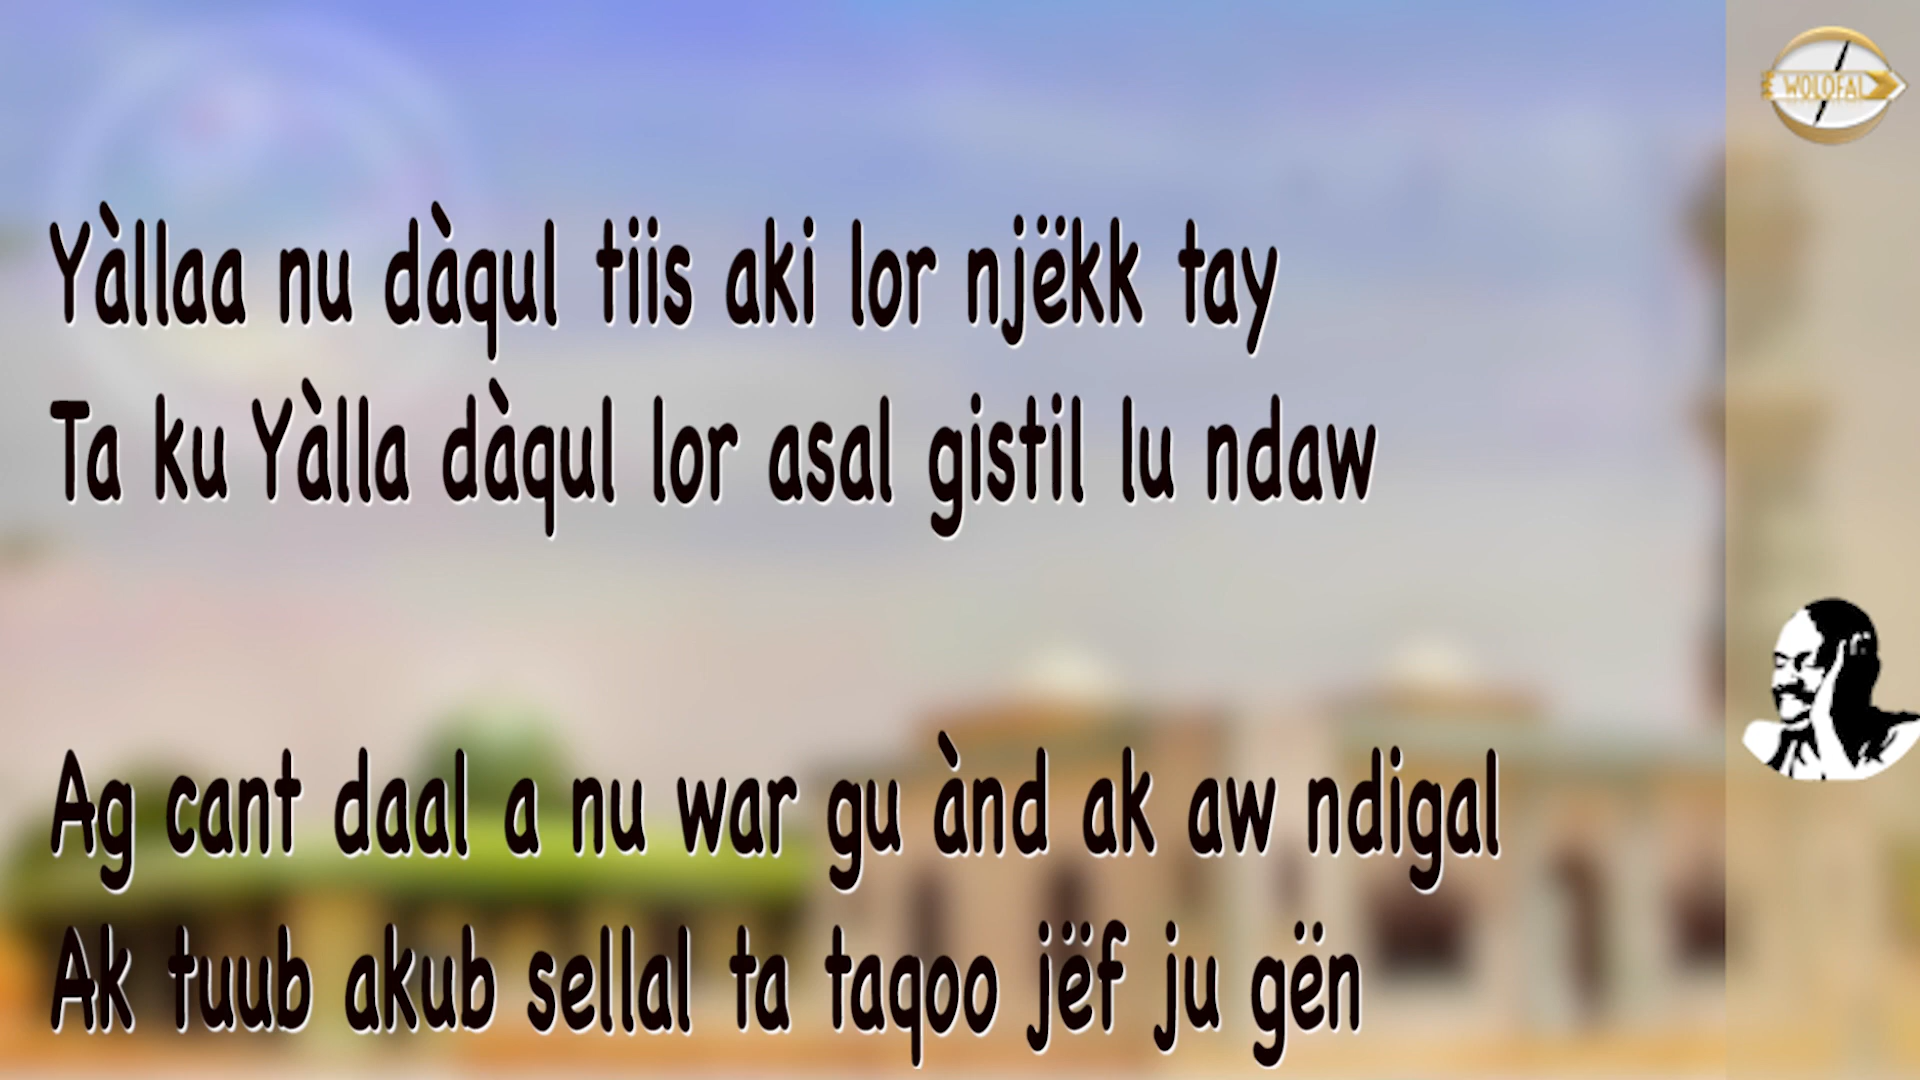 WOLOFAL
Yàllaa nu dàqul tiis aki lor njëkk tay
Ta ku Yàlla dàqul lor asal gistil lu ndaw
Ag cant daal a nu war gu ànd ak aw ndigal
Ak tuub akub sellal ta taqoo jëf ju gën